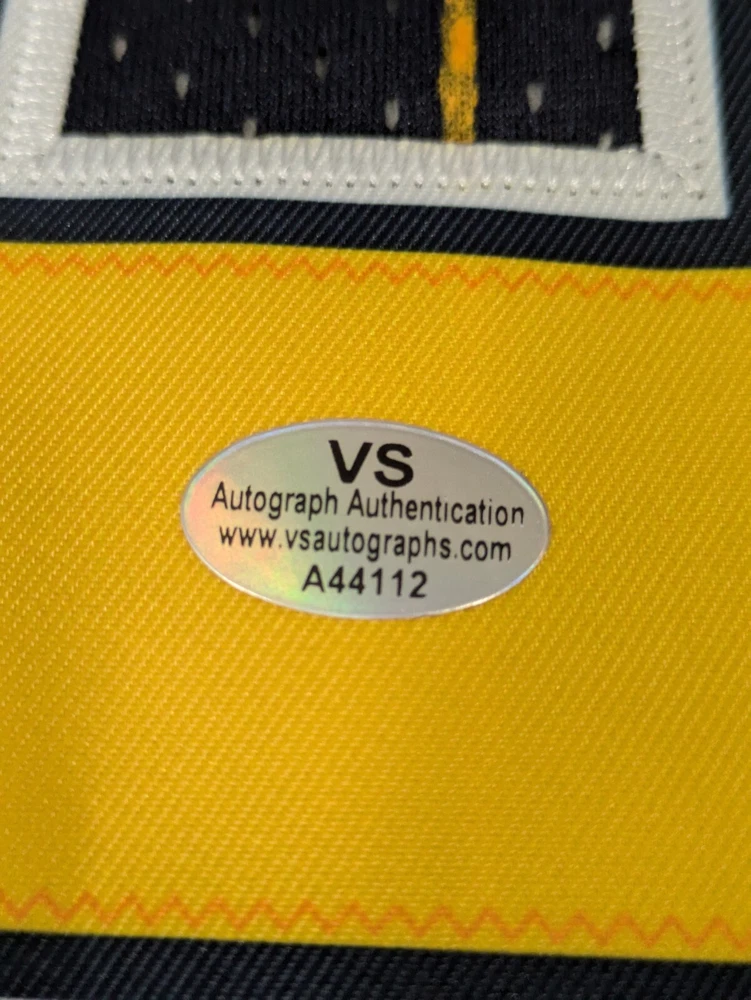 VS
Autograph Authentication
www.vsautographs.com
A44112